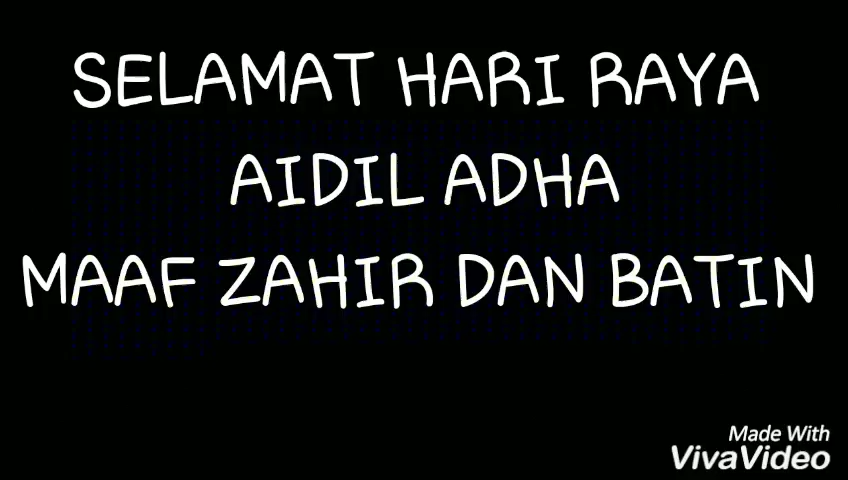 SELAMAT HARI RAYA
AIDIL ADHA
MAAF ZAHIR DAN BATIN
Made With
VivaVideo